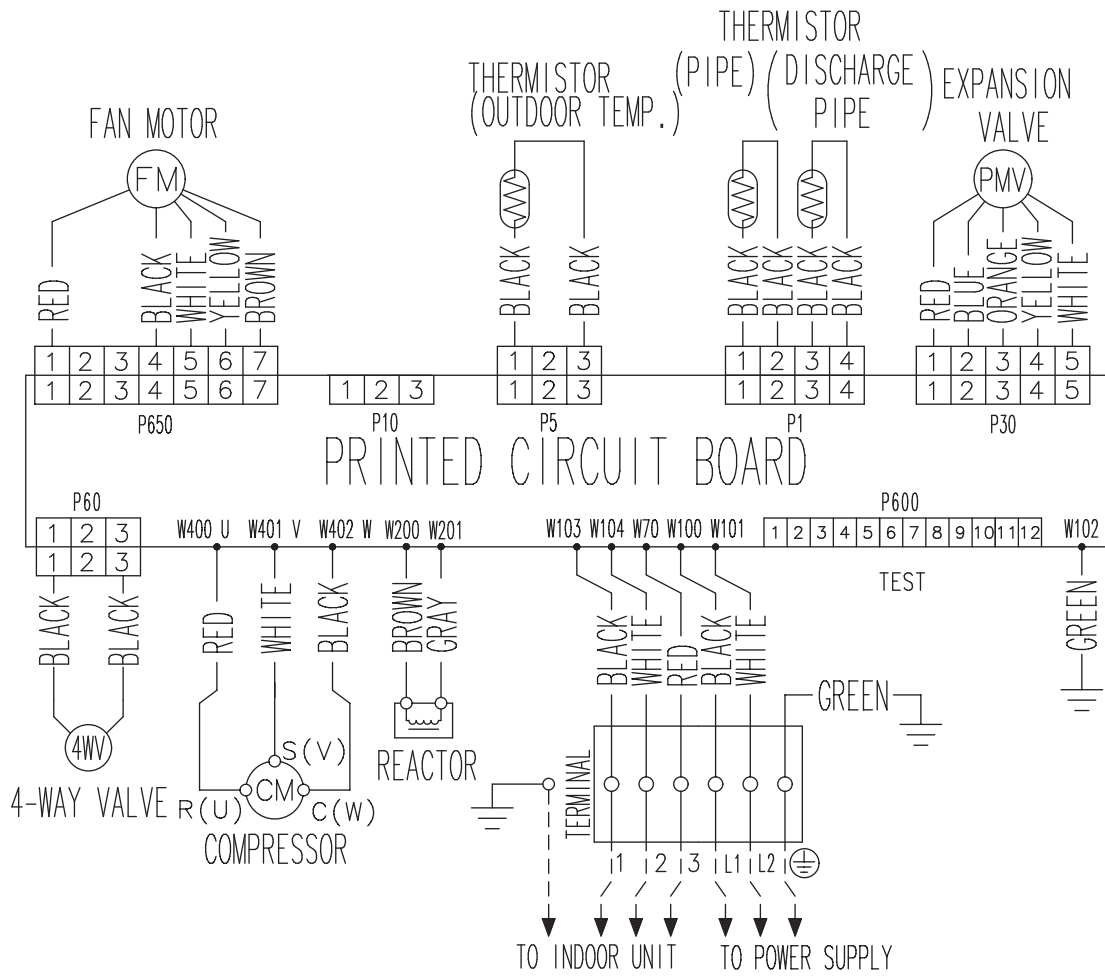 THERMISTOR
(PIPE) (DISCHARGE PIPE)
THERMISTOR
(OUTDOOR TEMP.)
EXPANSION
VALVE
FAN MOTOR
FM
PMV
RED BLACK WHITE YELLOW BROWN
BLACK BLACK
BLACK BLACK BLACK BLACK
RED BLUE ORANGE YELLOW WHITE
1 2 3 4 5 6 7
1 2 3
1 2 3 4
1 2 3 4 5
1 2 3 4 5 6 7
1 2 3
1 2 3
1 2 3 4
1 2 3 4 5
P650 P10 P5 P1 P30
PRINTED CIRCUIT BOARD
P60 P600
1 2 3
W400 U W401 V W402 W W200 W201 W103 W104 W70 W100 W101
1 2 3 4 5 6 7 8 9 10 11 12
W102
1 2 3
TEST
BLACK BLACK
RED WHITE BLACK
BROWN GRAY
BLACK WHITE RED BLACK WHITE
GREEN
GREEN
4WV
4-WAY VALVE
S(V)
CM
R(U) C(W)
COMPRESSOR
REACTOR
TERMINAL
1 2 3 L1 L2
TO INDOOR UNIT TO POWER SUPPLY